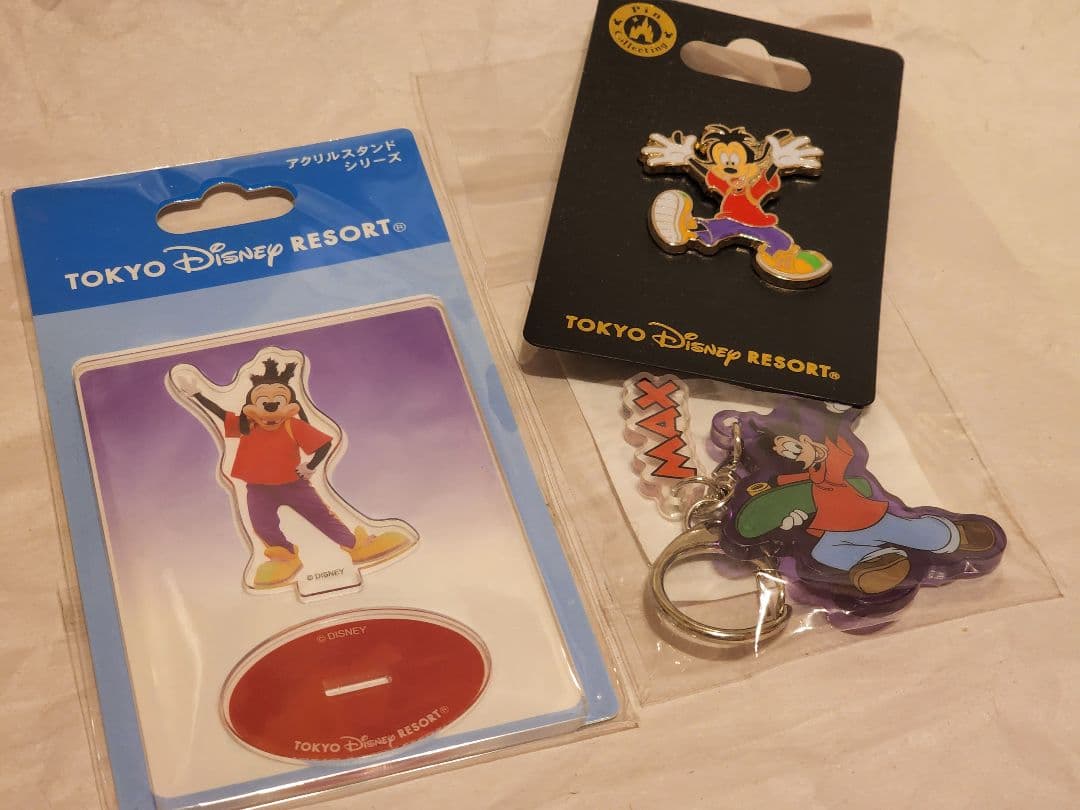 アクリルスタンド
シリーズ
TOKYO Disney RESORT®
© DISNEY
© DISNEY
TOKYO Disney RESORT®
Pin
Collecting
TOKYO Disney RESORT®
MAX